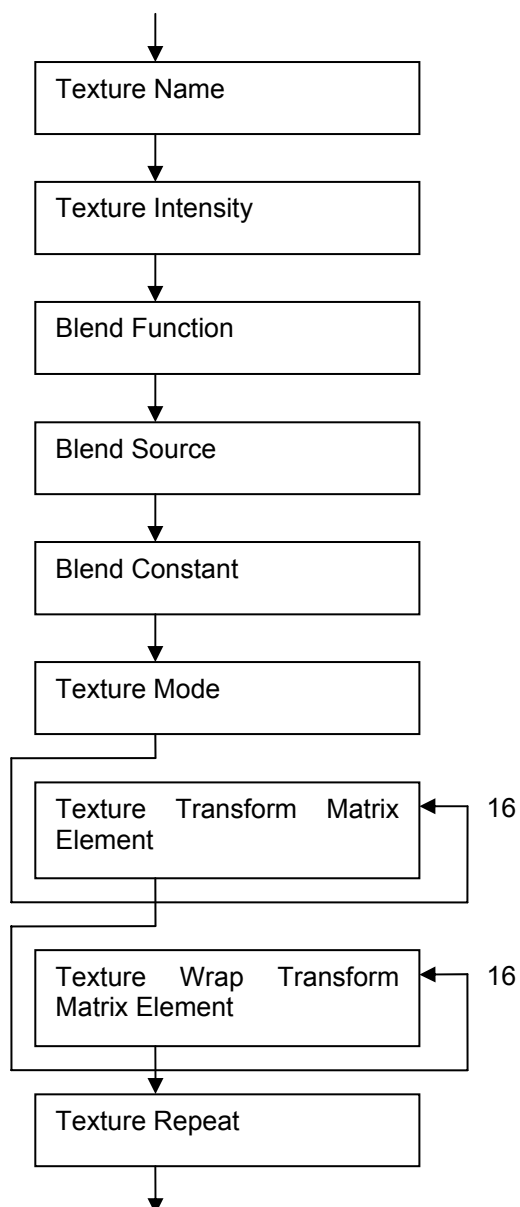 Texture Name
Texture Intensity
Blend Function
Blend Source
Blend Constant
Texture Mode
Texture Transform Matrix
Element
16
Texture Wrap Transform
Matrix Element
16
Texture Repeat